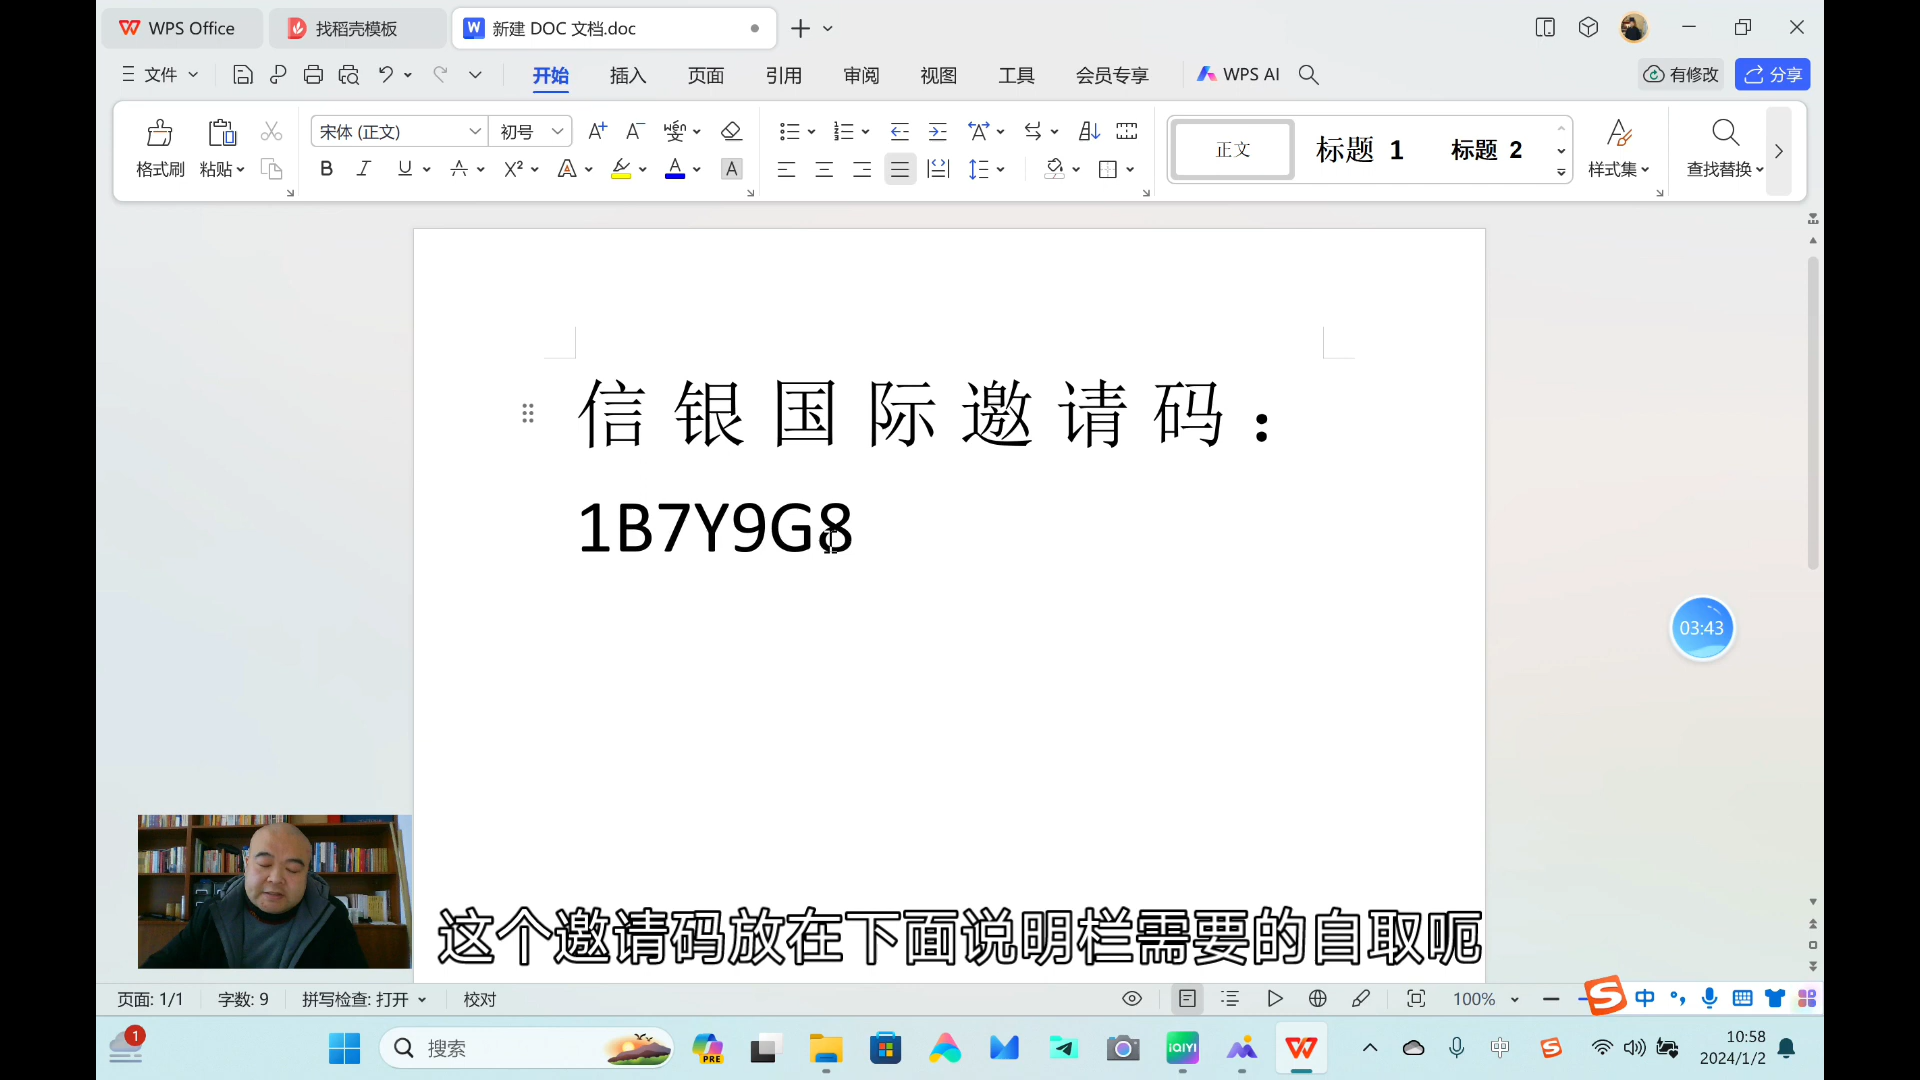 WPS Office
找稻壳模板
新建 DOC 文档.doc
文件
开始
插入
页面
引用
审阅
视图
工具
会员专享
WPS AI
有修改
分享
格式刷
粘贴
宋体 (正文)
初号
正文
标题 1
标题 2
样式集
查找替换
信银国际邀请码：
1B7Y9G8
03:43
这个邀请码放在下面说明栏需要的自取呃
页面: 1/1
字数: 9
拼写检查: 打开
校对
100%
中
1
搜索
PRE
iQIYI
中
10:58
2024/1/2